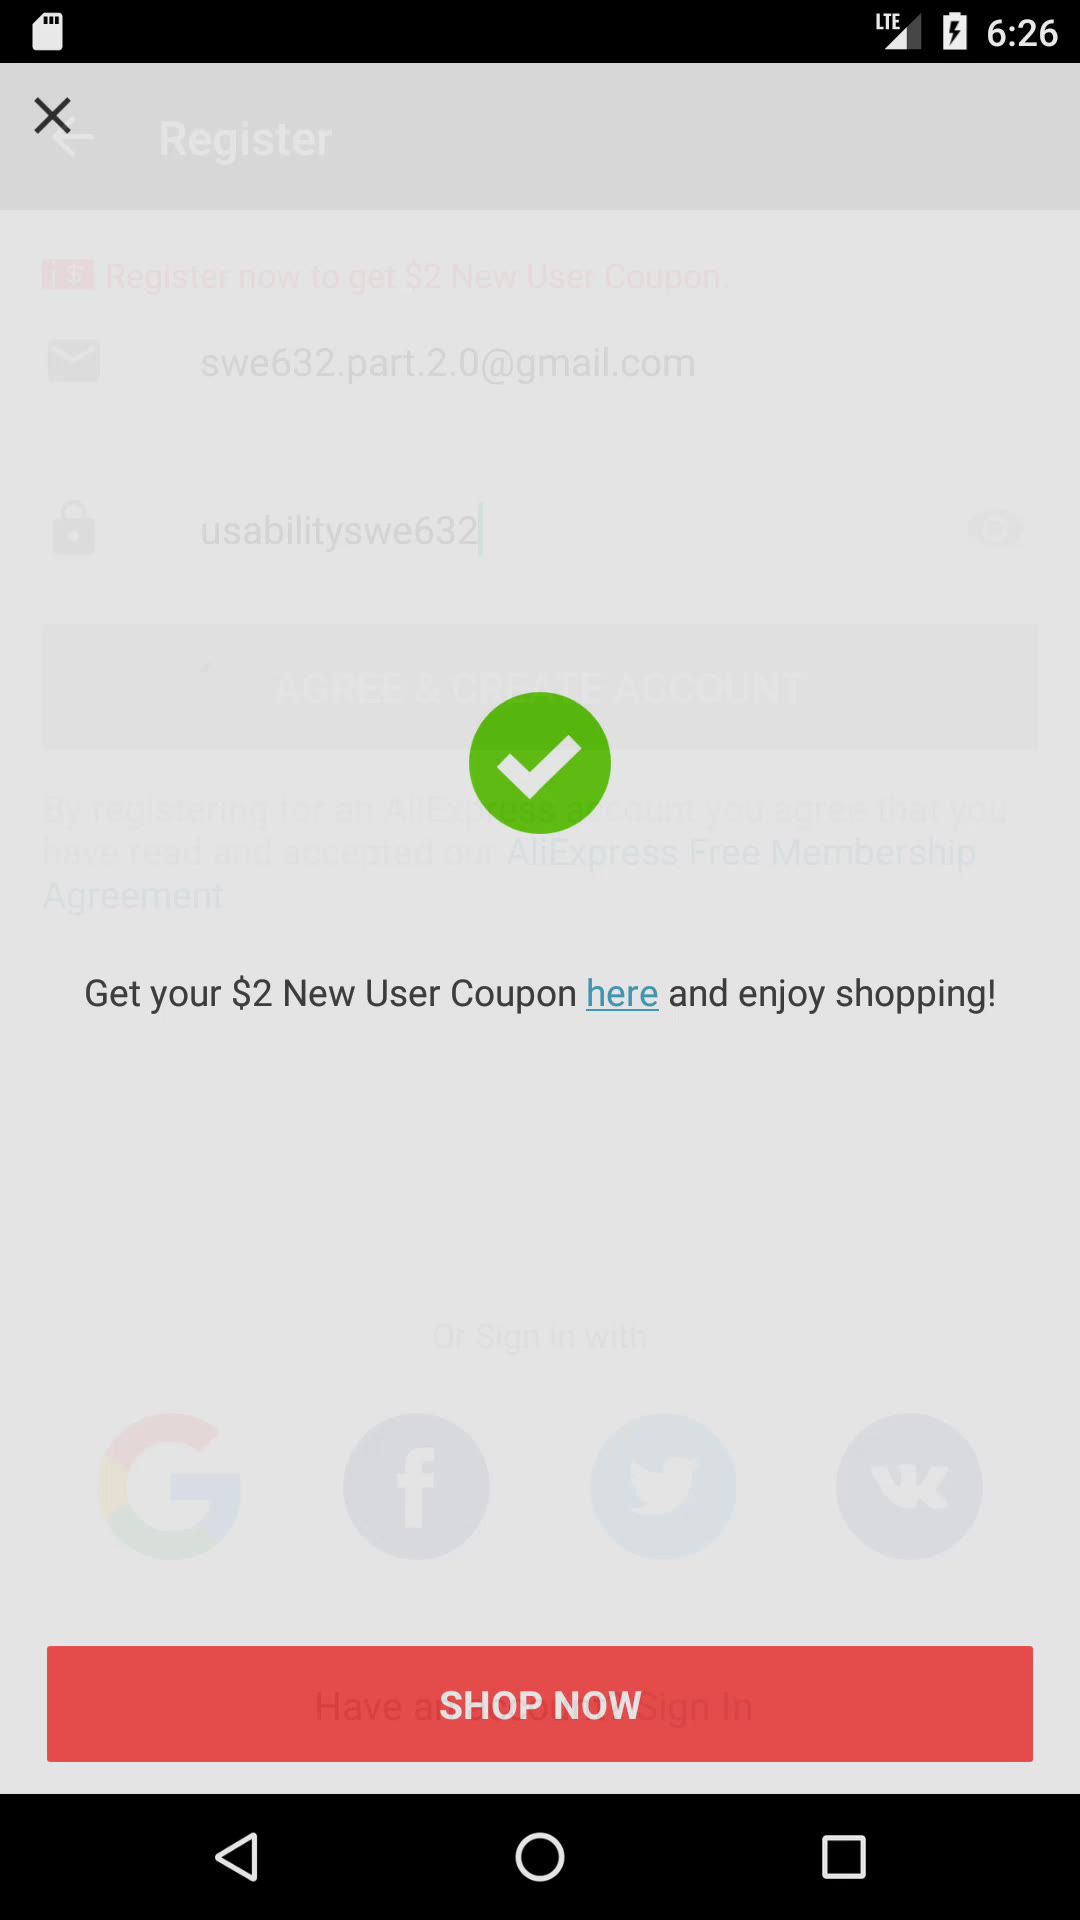 LTE 6:26
Register
$ Register now to get $2 New User Coupon.
swe632.part.2.0@gmail.com
usabilityswe632
AGREE & CREATE ACCOUNT
By registering for an AliExpress account you agree that you
have read and accepted our AliExpress Free Membership
Agreement
Get your $2 New User Coupon here and enjoy shopping!
Or Sign in with
Have an account? Sign In
SHOP NOW